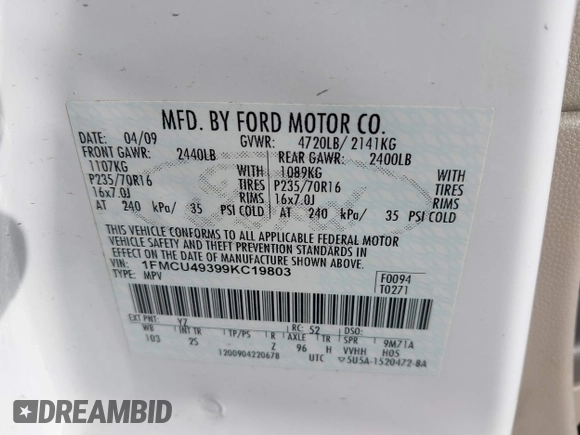 MFD. BY FORD MOTOR CO.
DATE: 04/09 GVWR: 4720LB/ 2141KG
FRONT GAWR: 2440LB REAR GAWR: 2400LB
1107KG 1089KG
P235/70R16 TIRES P235/70R16
16x7.0J RIMS 16x7.0J
AT 240 kPa/ 35 PSI COLD AT 240 kPa/ 35 PSI COLD
TIRES
RIMS
THIS VEHICLE CONFORMS TO ALL APPLICABLE FEDERAL MOTOR
VEHICLE SAFETY AND THEFT PREVENTION STANDARDS IN
EFFECT ON THE DATE OF MANUFACTURE SHOWN ABOVE.
VIN: 1FMCU49399KC19803
TYPE: MPV
F0094
T0271
EXT PNT: YZ RC: 52 DSO:
WB INT TR TP/PS R AXLE TR SPR 9M71A
103 25 Z 96 H VVHH H05
1200904220678 UTC 5U5A-1520472-8A
DREAMBID